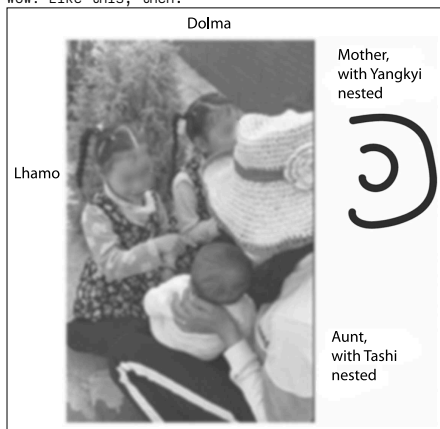 wow. Like this, then.
Dolma
Mother,
with Yangkyi
nested
Lhamo
Aunt,
with Tashi
nested